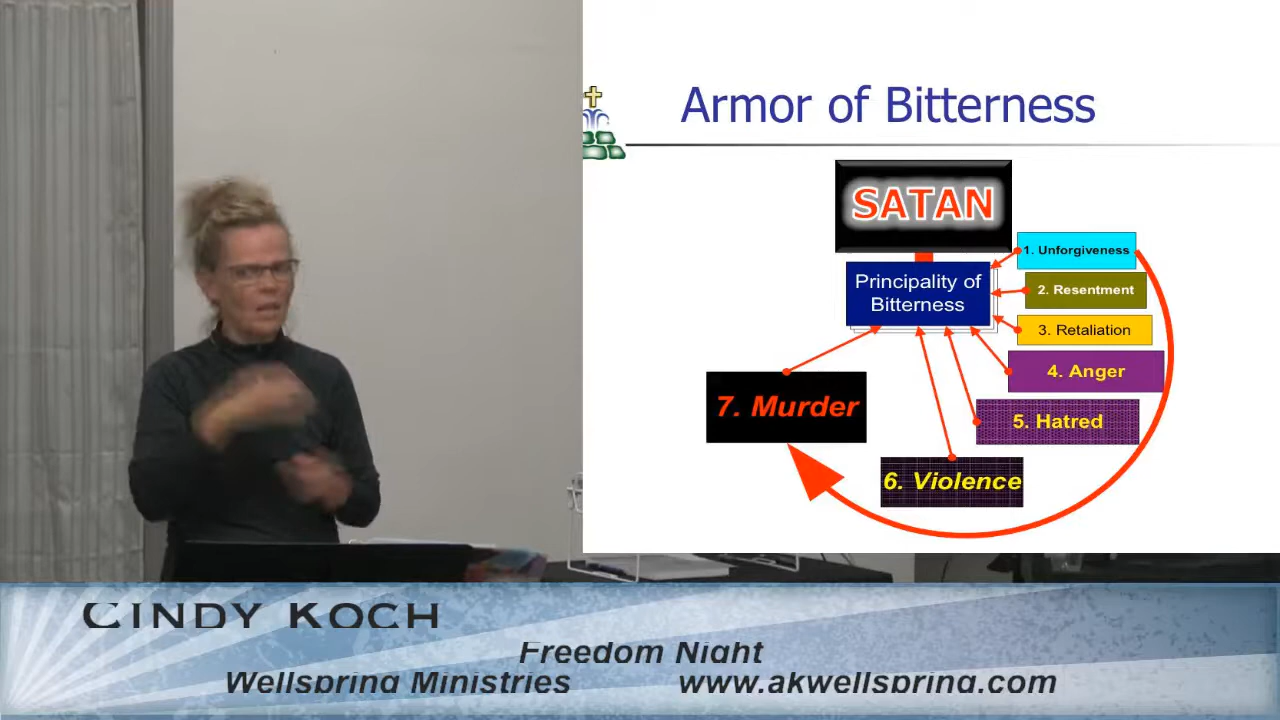 Armor of Bitterness
SATAN
Principality of
Bitterness
1. Unforgiveness
2. Resentment
3. Retaliation
4. Anger
5. Hatred
6. Violence
7. Murder
CINDY KOCH
Freedom Night
Wellspring Ministries www.akwellspring.com